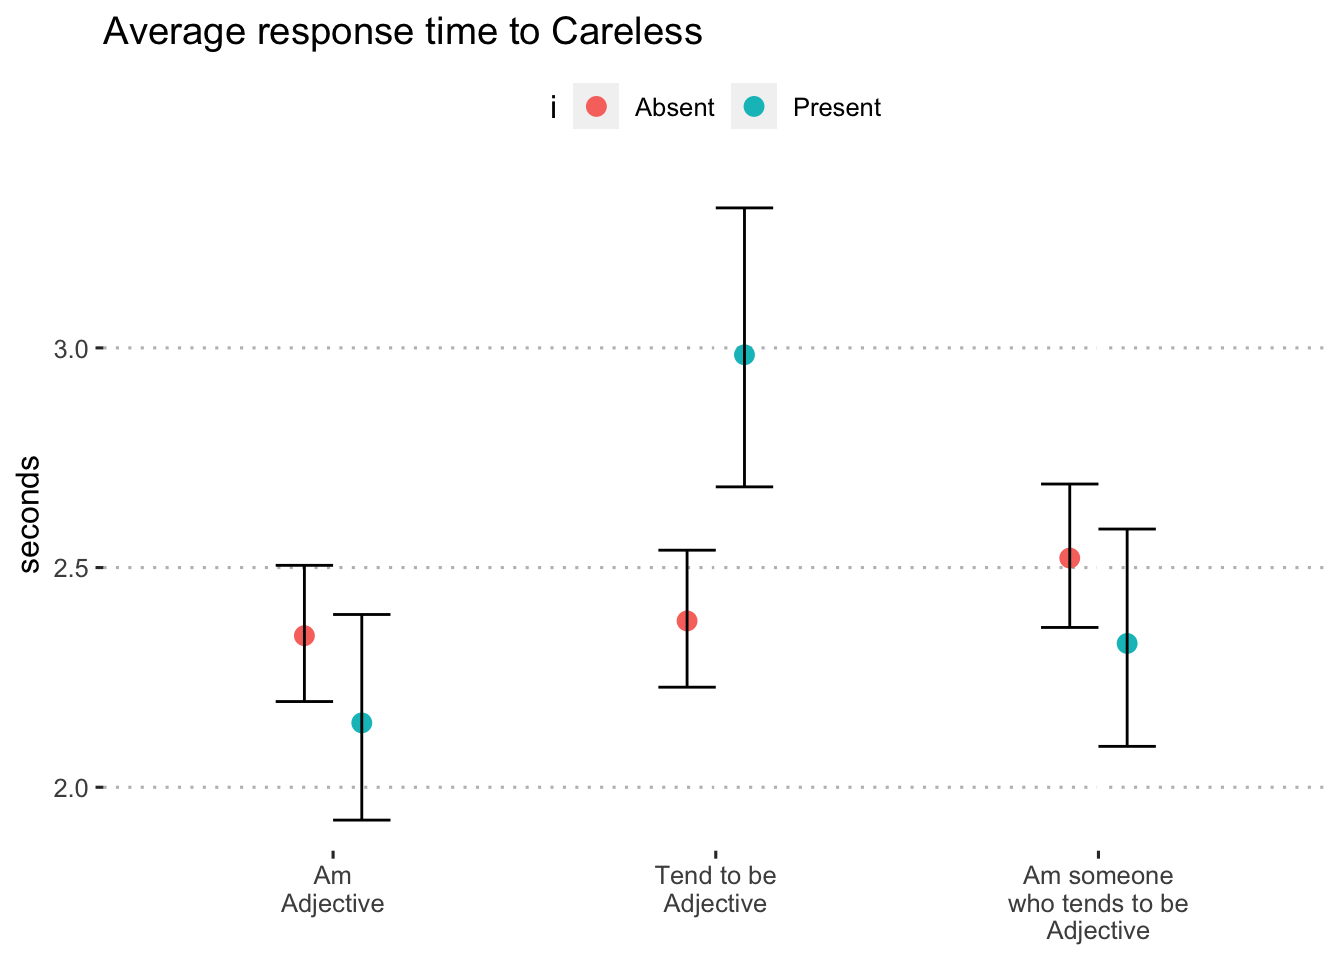 Average response time to Careless
i Absent Present
3.0
2.5
2.0
seconds
Am
Adjective
Tend to be
Adjective
Am someone
who tends to be
Adjective